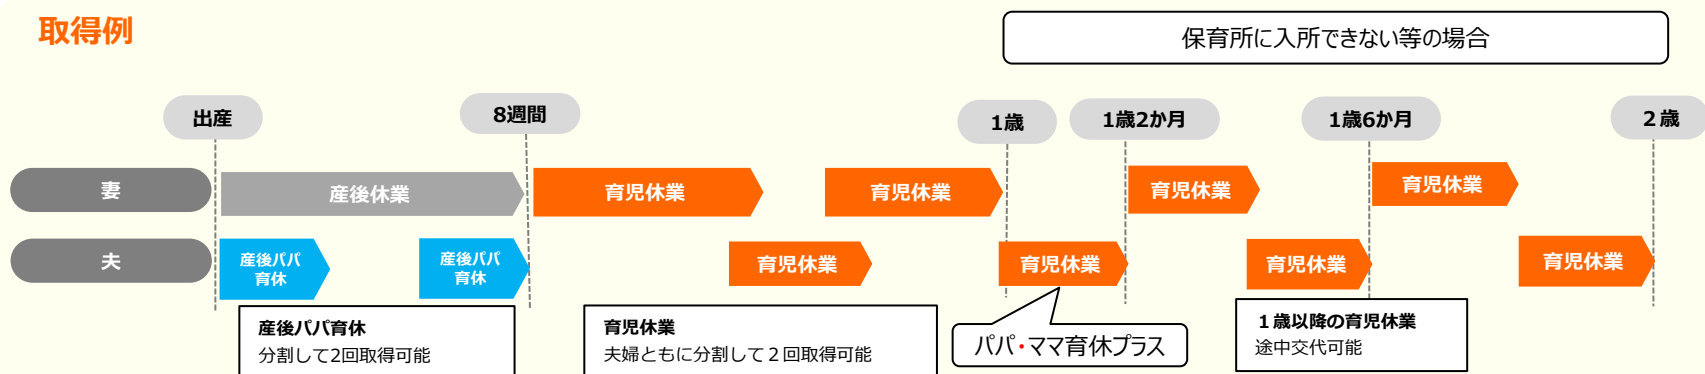 取得例
保育所に入所できない等の場合
出産
8週間
1歳
1歳2か月
1歳6か月
２歳
妻
産後休業
育児休業
育児休業
育児休業
育児休業
夫
産後パパ
育休
産後パパ
育休
育児休業
育児休業
育児休業
育児休業
産後パパ育休
分割して2回取得可能
育児休業
夫婦ともに分割して２回取得可能
パパ・ママ育休プラス
１歳以降の育児休業
途中交代可能